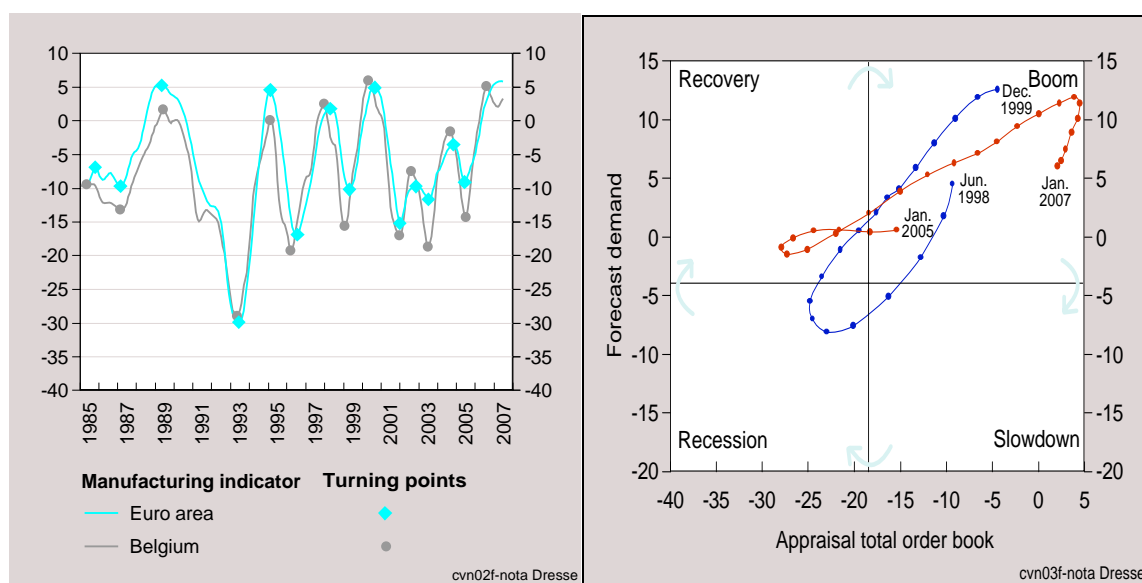 10 10
5 5
0 0
-5 -5
-10 -10
-15 -15
-20 -20
-25 -25
-30 -30
-35 -35
-40 -40
1985 1987 1989 1991 1993 1995 1997 1999 2001 2003 2005 2007
Manufacturing indicator Turning points
Euro area
Belgium
cvn02f-nota Dresse
15 15
Recovery Boom
Dec.
1999
10 10
5 5
Jun.
1998
Jan.
2007
Jan.
2005
0 0
-5 -5
-10 -10
-15 -15
Recession Slowdown
-20 -20
Forecast demand
-40 -35 -30 -25 -20 -15 -10 -5 0 5
Appraisal total order book
cvn03f-nota Dresse